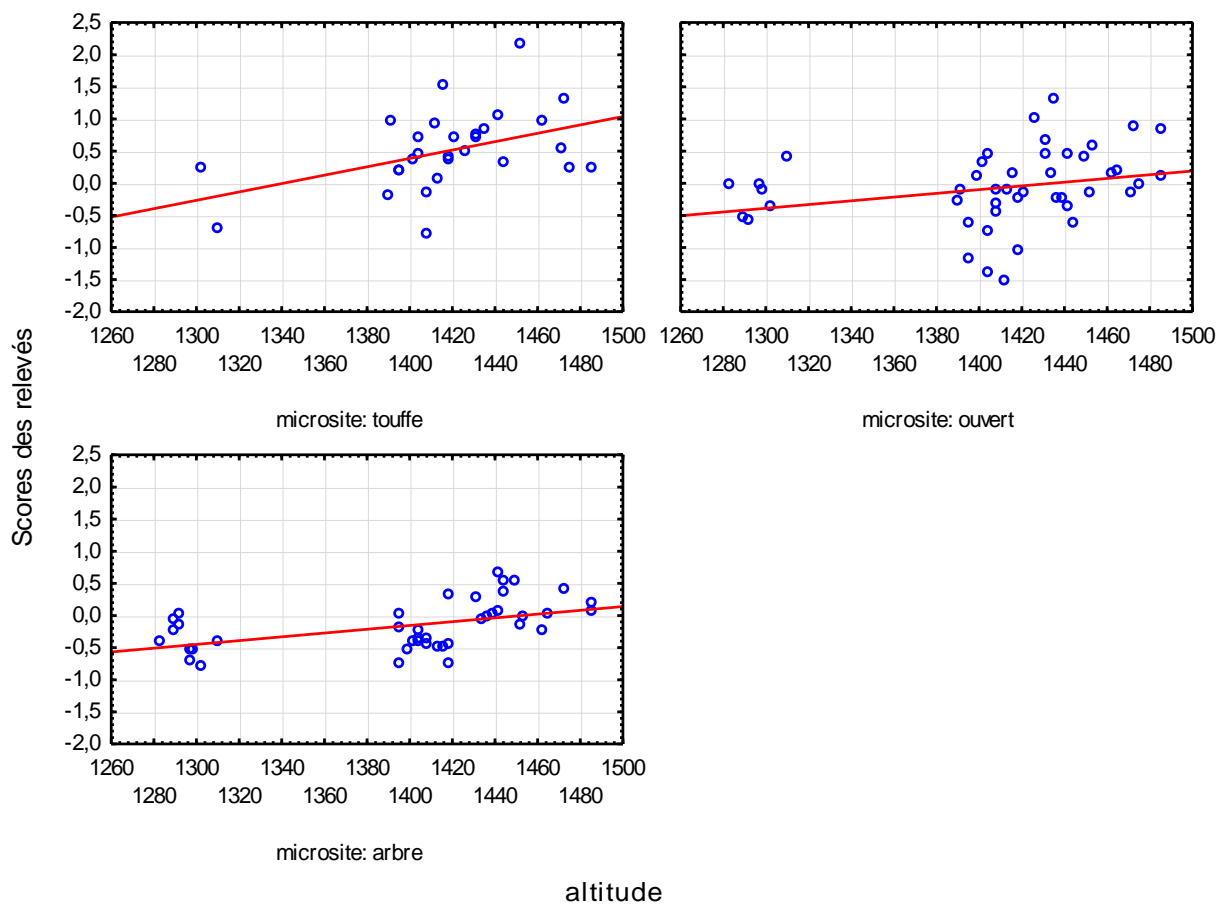 2,5
2,0
1,5
1,0
0,5
0,0
-0,5
-1,0
-1,5
-2,0
1260 1300 1340 1400 1420 1460 1500
1280 1320 1360 1380 1440 1480
microsite: touffe
1260 1300 1340 1380 1420 1460 1500
1280 1320 1360 1400 1440 1480
microsite: ouvert
Scores des relevés
2,5
2,0
1,5
1,0
0,5
0,0
-0,5
-1,0
-1,5
-2,0
1260 1300 1340 1380 1420 1460 1500
1280 1320 1360 1400 1440 1480
microsite: arbre
altitude